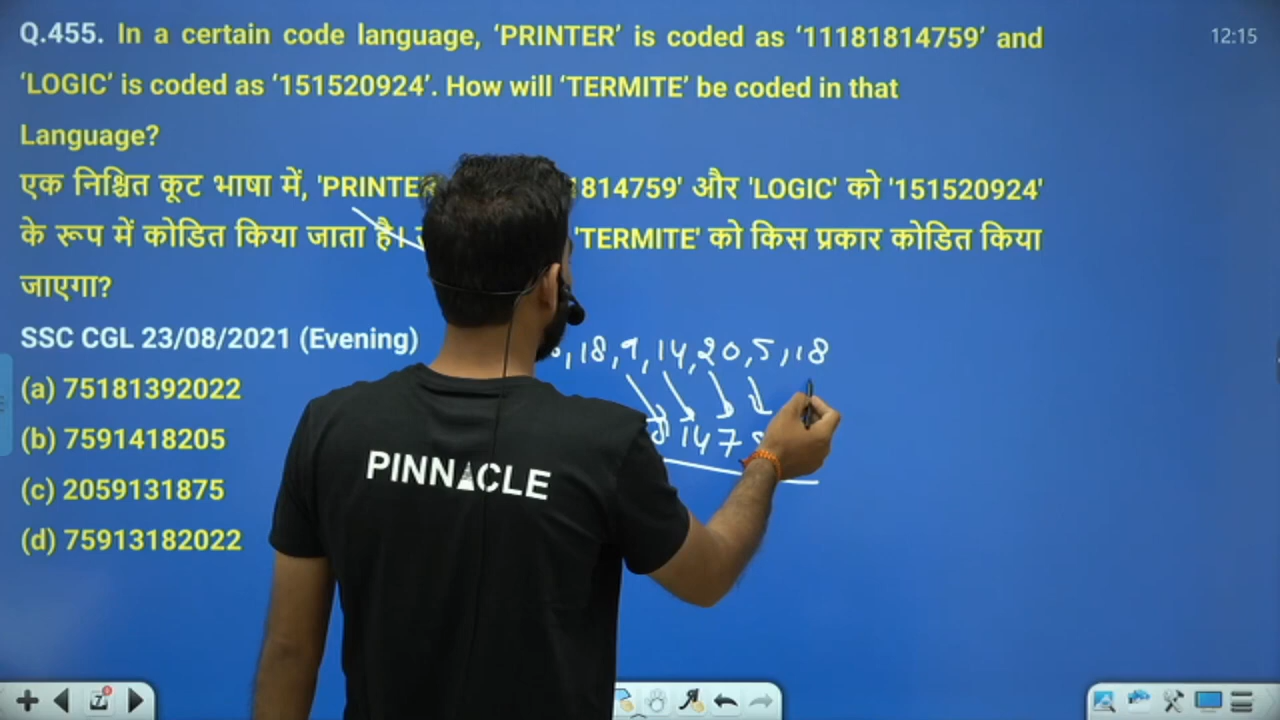 Q.455. In a certain code language, ‘PRINTER’ is coded as ‘11181814759’ and
12:15
‘LOGIC’ is coded as ‘151520924’. How will ‘TERMITE’ be coded in that
Language?
एक निश्चित कूट भाषा में, 'PRINTER 814759' और 'LOGIC' को '151520924'
के रूप में कोडित किया जाता है। 'TERMITE' को किस प्रकार कोडित किया
जाएगा?
SSC CGL 23/08/2021 (Evening)
,18,9,14,20,5,18
(a) 75181392022
(b) 7591418205
147
(c) 2059131875
PINNACLE
(d) 75913182022